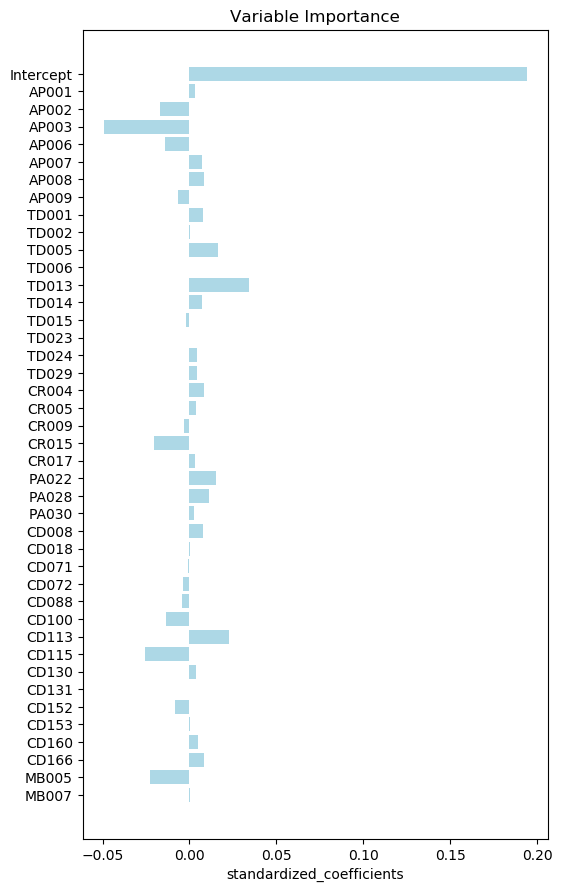 Variable Importance
Intercept
AP001
AP002
AP003
AP006
AP007
AP008
AP009
TD001
TD002
TD005
TD006
TD013
TD014
TD015
TD023
TD024
TD029
CR004
CR005
CR009
CR015
CR017
PA022
PA028
PA030
CD008
CD018
CD071
CD072
CD088
CD100
CD113
CD115
CD130
CD131
CD152
CD153
CD160
CD166
MB005
MB007
−0.05 0.00 0.05 0.10 0.15 0.20
standardized_coefficients